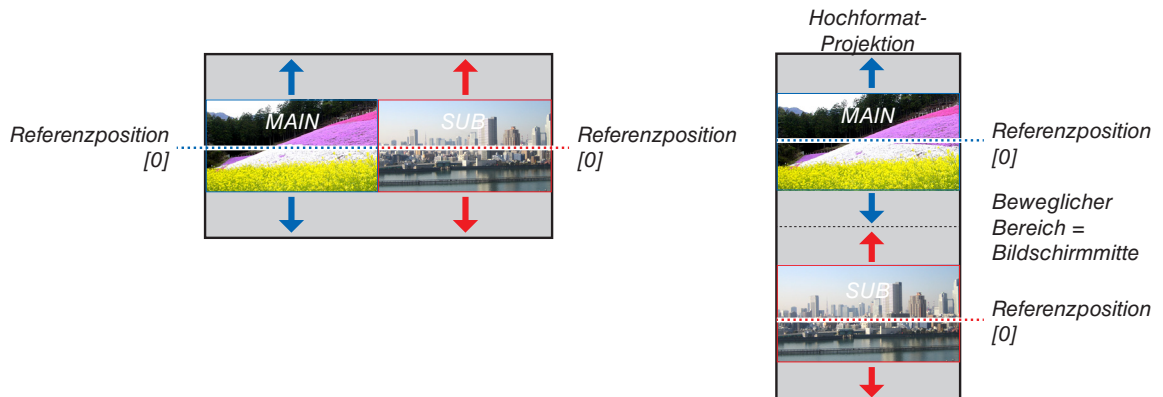 Hochformat-
Projektion
MAIN
SUB
Referenzposition
[0]
Referenzposition
[0]
MAIN
Referenzposition
[0]
Beweglicher
Bereich =
Bildschirmmitte
SUB
Referenzposition
[0]